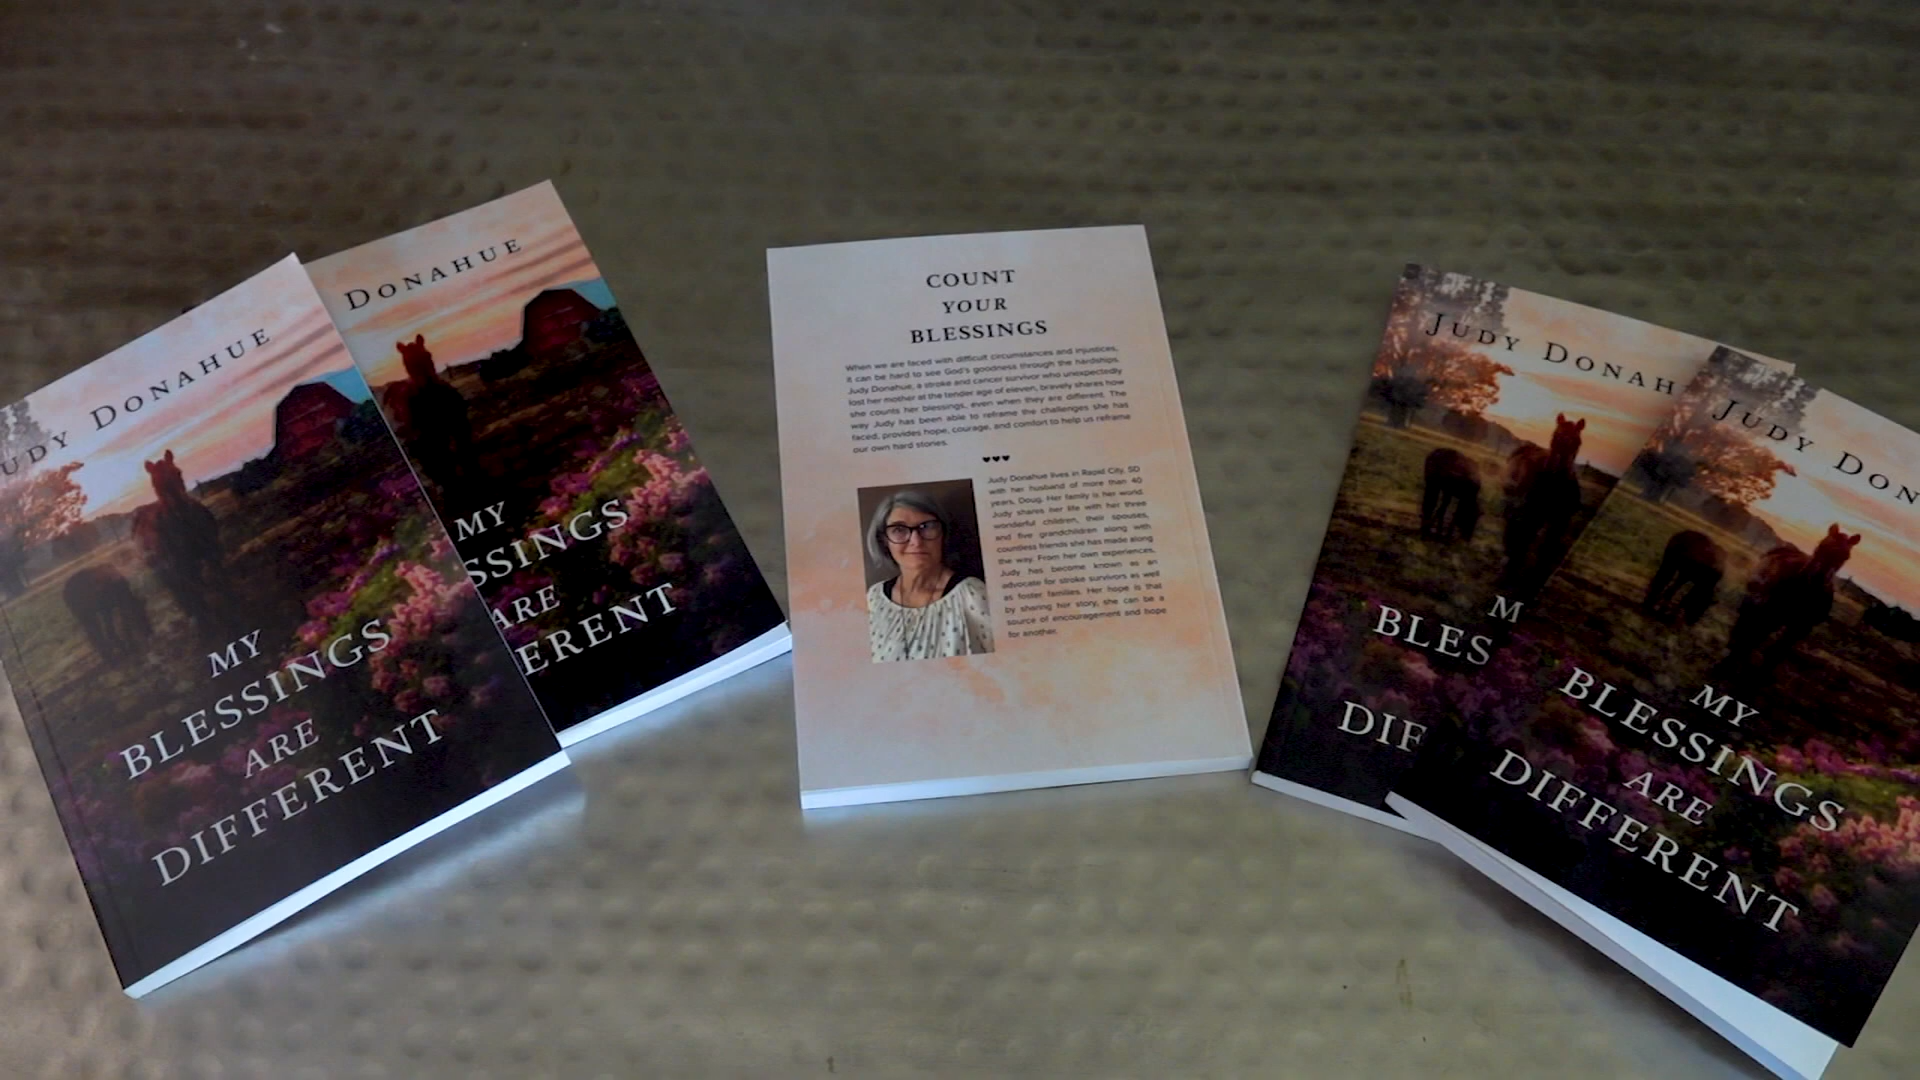 JUDY DONAHUE
MY
BLESSINGS
ARE
DIFFERENT
DONAHUE
MY
SSINGS
ARE
ERENT
COUNT
YOUR
BLESSINGS
When we are faced with difficult circumstances and injustices,
it can be hard to see God's goodness through the hardships.
Judy Donahue, a stroke and cancer survivor who unexpectedly
lost her mother at the tender age of eleven, bravely shares how
she counts her blessings, even when they are different. The
way Judy has been able to reframe the challenges she has
faced, provides hope, courage, and comfort to help us reframe
our own hard stories.
Judy Donahue lives in Rapid City, SD
with her husband of more than 40
years, Doug. Her family is her world.
Judy shares her life with her three
wonderful children, their spouses,
and five grandchildren along with
countless friends she has made along
the way. From her own experiences,
Judy has become known as an
advocate for stroke survivors as well
as foster families. Her hope is that
by sharing her story, she can be a
source of encouragement and hope
for another.
JUDY DONAH
M
BLES
DIF
JUDY DON
MY
BLESSINGS
ARE
DIFFERENT